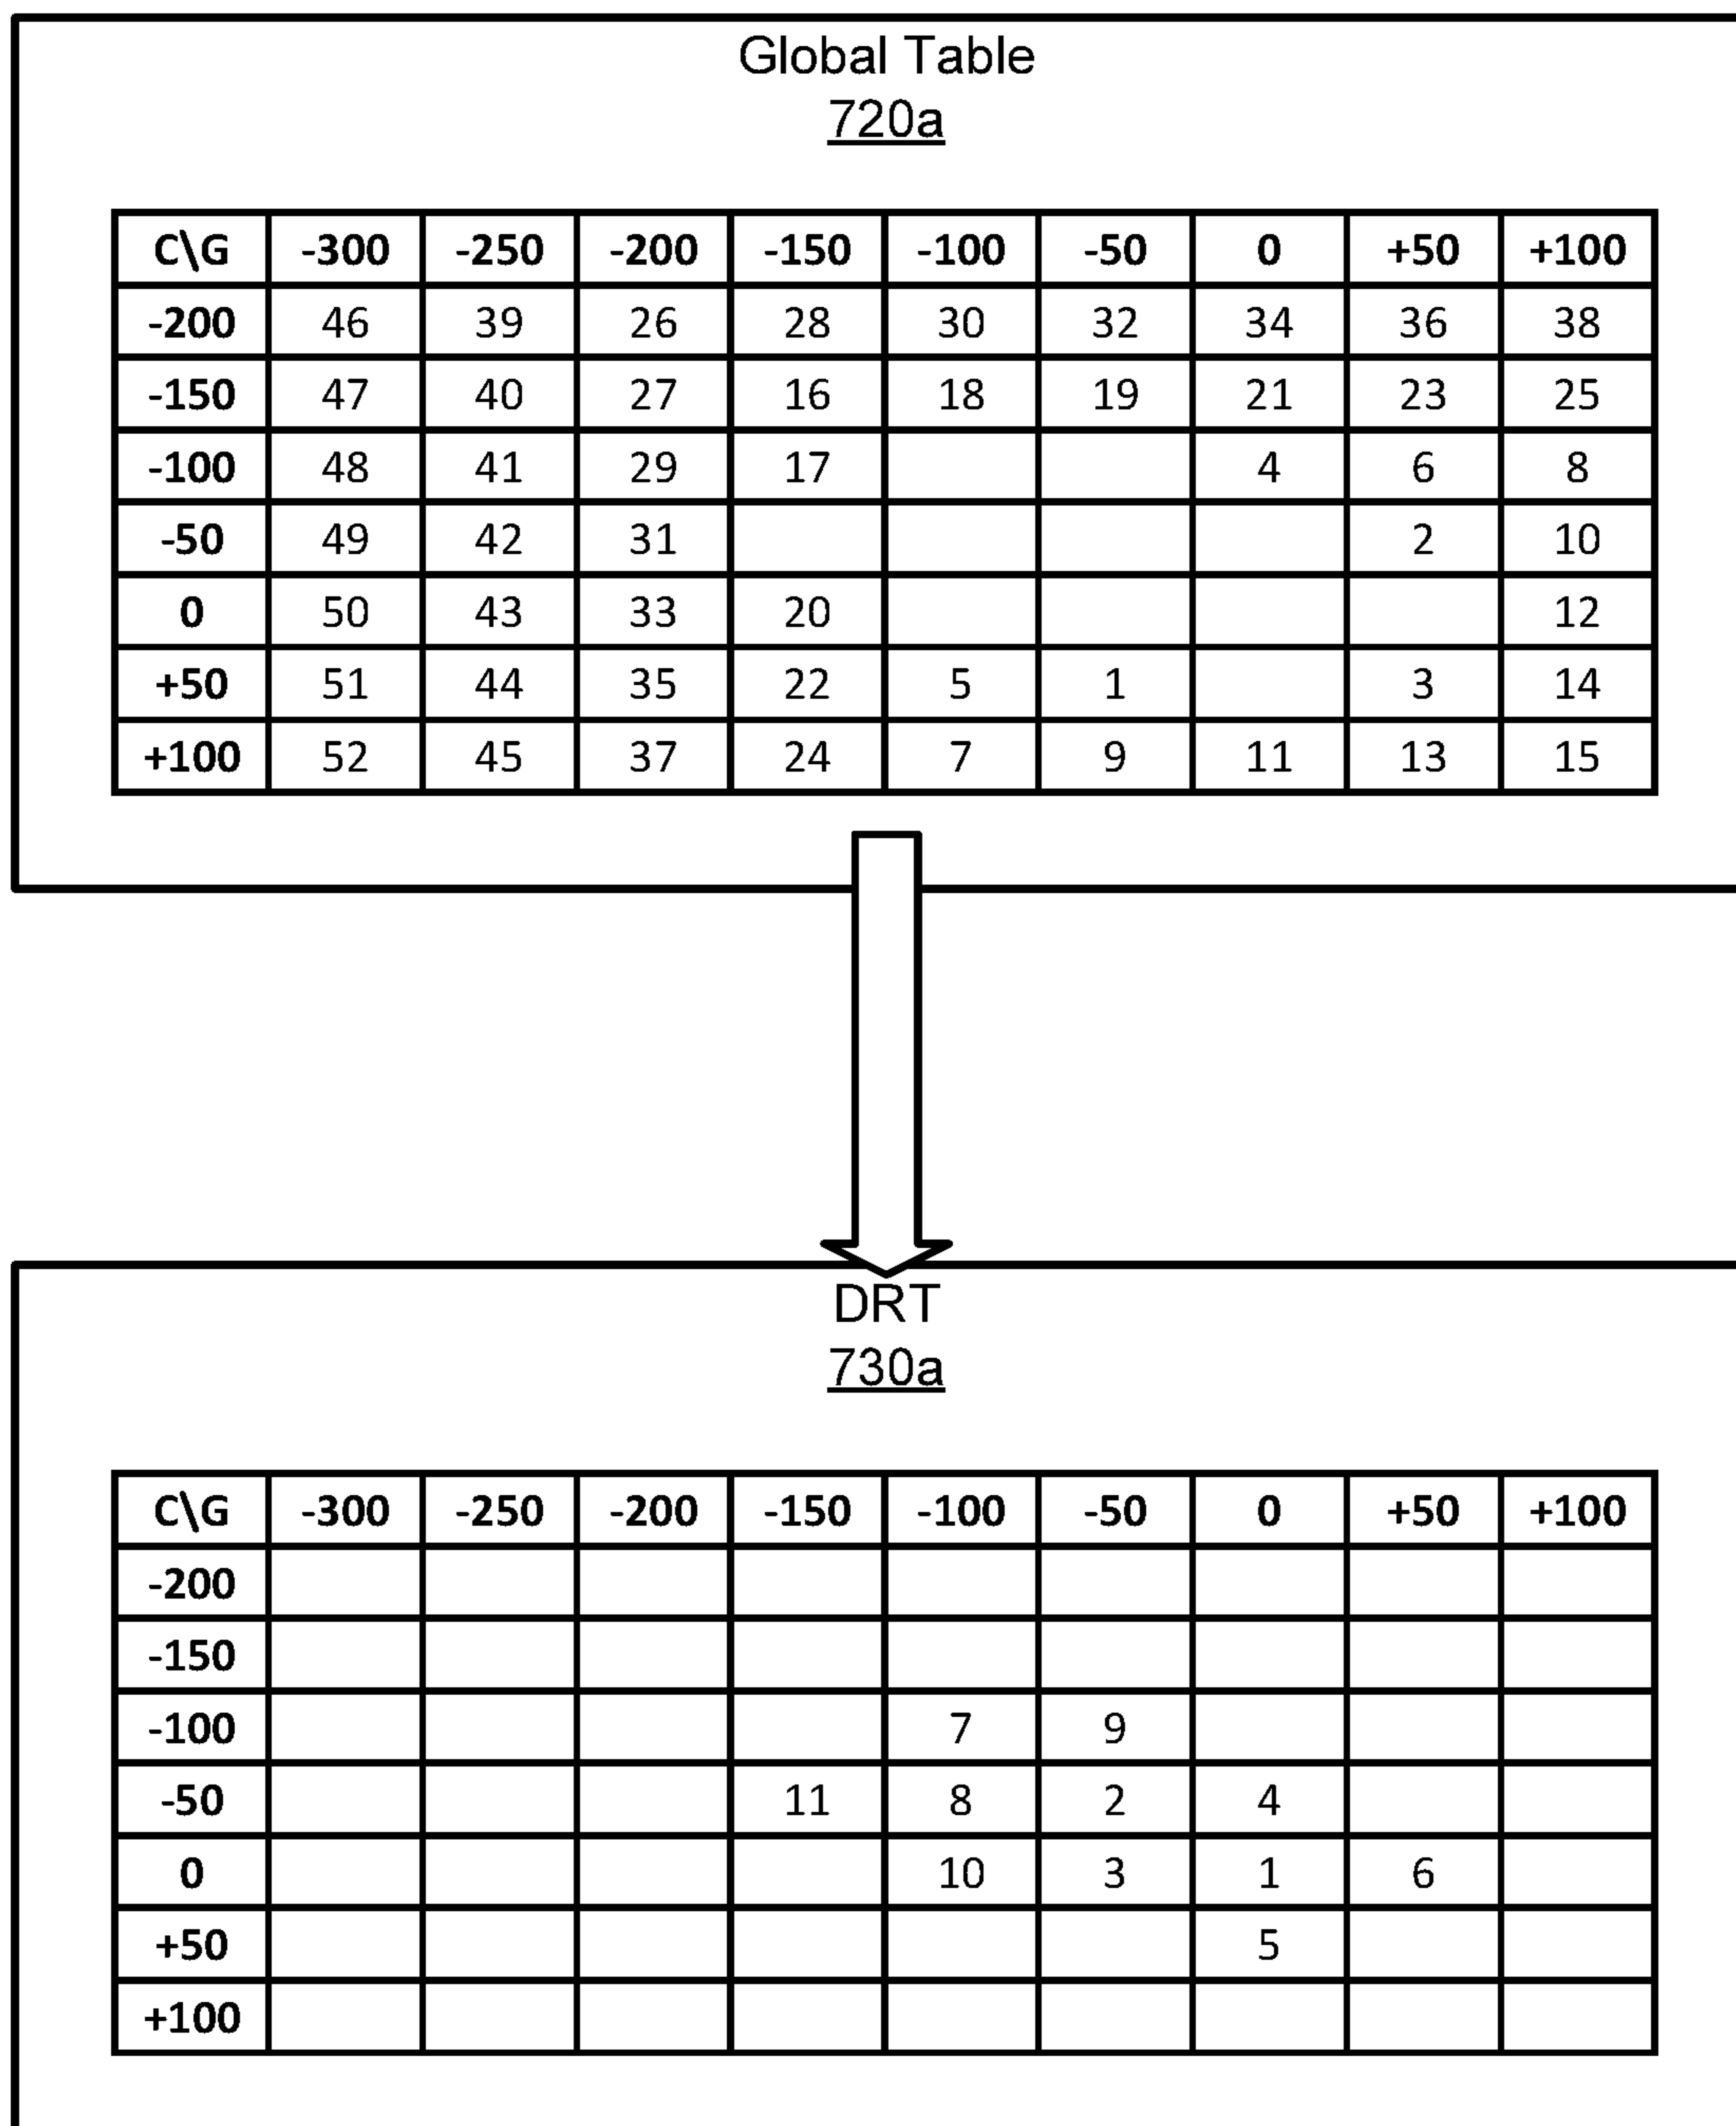 Global Table
720a
C\G -300 -250 -200 -150 -100 -50 0 +50 +100
-200 46 39 26 28 30 32 34 36 38
-150 47 40 27 16 18 19 21 23 25
-100 48 41 29 17 4 6 8
-50 49 42 31 2 10
0 50 43 33 20 12
+50 51 44 35 22 5 1 3 14
+100 52 45 37 24 7 9 11 13 15
DRT
730a
C\G -300 -250 -200 -150 -100 -50 0 +50 +100
-200
-150
-100 7 9
-50 11 8 2 4
0 10 3 1 6
+50 5
+100